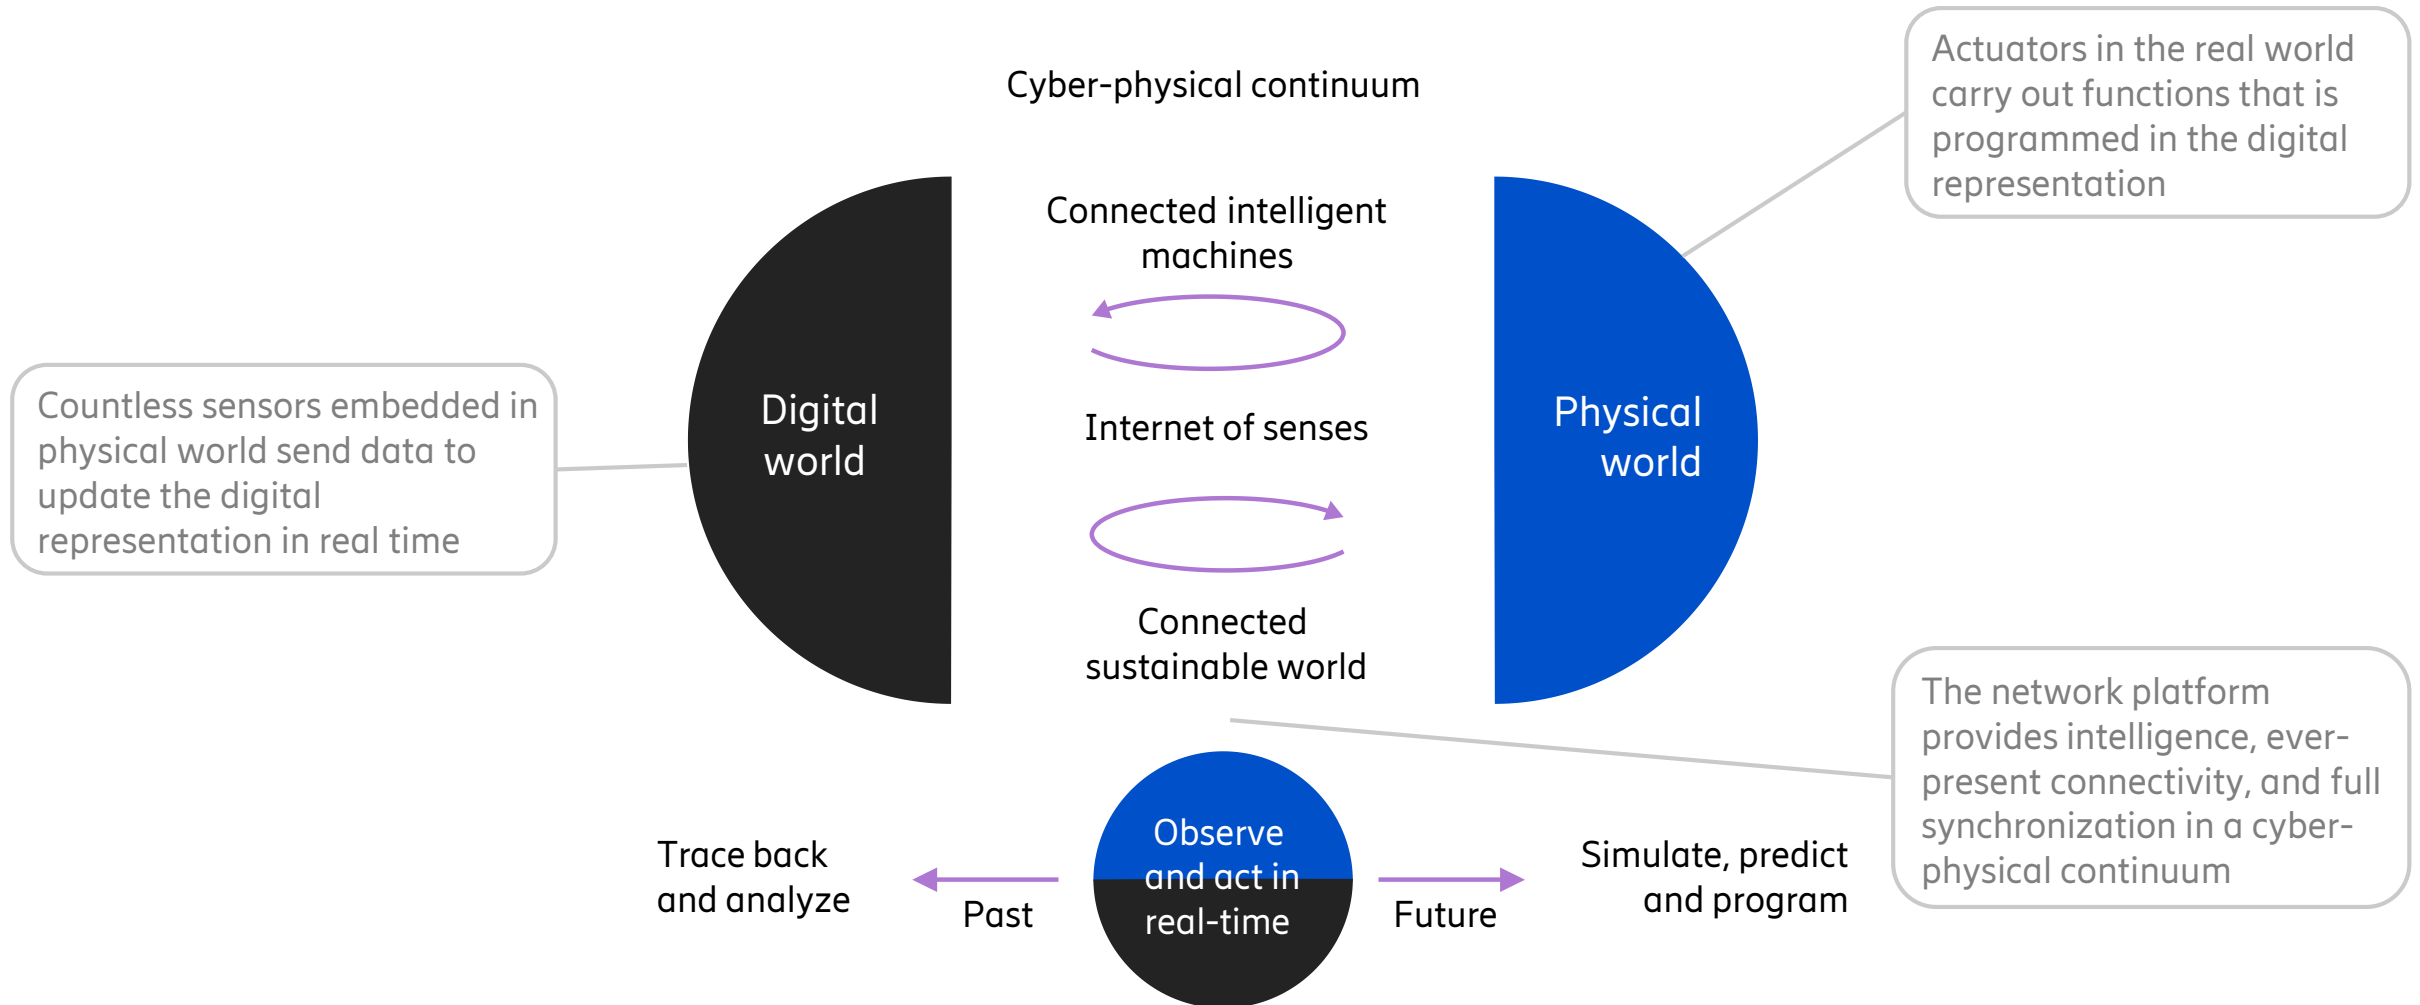 Cyber-physical continuum
Actuators in the real world
carry out functions that is
programmed in the digital
representation
Connected intelligent
machines
Countless sensors embedded in
physical world send data to
update the digital
representation in real time
Digital
world
Internet of senses
Physical
world
Connected
sustainable world
The network platform
provides intelligence, ever-
present connectivity, and full
synchronization in a cyber-
physical continuum
Trace back
and analyze
Past
Observe
and act in
real-time
Future
Simulate, predict
and program